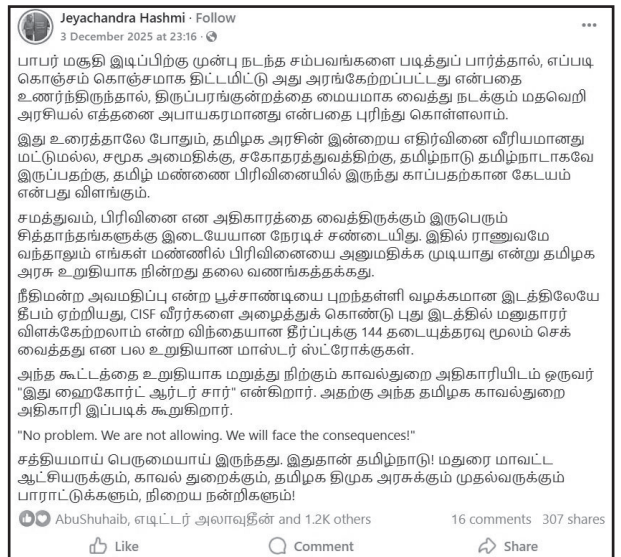 Jeyachandra Hashmi · Follow
3 December 2025 at 23:16 ·
பாபர் மசூதி இடிப்பிற்கு முன்பு நடந்த சம்பவங்களை படித்துப் பார்த்தால், எப்படி
கொஞ்சம் கொஞ்சமாக திட்டமிட்டு அது அரங்கேற்றப்பட்டது என்பதை
உணர்ந்திருந்தால், திருப்பரங்குன்றத்தை மையமாக வைத்து நடக்கும் மதவெறி
அரசியல் எத்தனை அபாயகரமானது என்பதை புரிந்து கொள்ளலாம்.
இது உரைத்தாலே போதும், தமிழக அரசின் இன்றைய எதிர்வினை வீரியமானது
மட்டுமல்ல, சமூக அமைதிக்கு, சகோதரத்துவத்திற்கு, தமிழ்நாடு தமிழ்நாடாகவே
இருப்பதற்கு, தமிழ் மண்ணை பிரிவினையில் இருந்து காப்பதற்கான கேடயம்
என்பது விளங்கும்.
சமத்துவம், பிரிவினை என அதிகாரத்தை வைத்திருக்கும் இருபெரும்
சித்தாந்தங்களுக்கு இடையேயான நேரடிச் சண்டையிது. இதில் ராணுவமே
வந்தாலும் எங்கள் மண்ணில் பிரிவினையை அனுமதிக்க முடியாது என்று தமிழக
அரசு உறுதியாக நின்றது தலை வணங்கத்தக்கது.
நீதிமன்ற அவமதிப்பு என்ற பூச்சாண்டியை புறந்தள்ளி வழக்கமான இடத்திலேயே
தீபம் ஏற்றியது, CISF வீரர்களை அழைத்துக் கொண்டு புது இடத்தில் மனுதாரர்
விளக்கேற்றலாம் என்ற விந்தையான தீர்ப்புக்கு 144 தடையுத்தரவு மூலம் செக்
வைத்தது என பல உறுதியான மாஸ்டர் ஸ்ட்ரோக்குகள்.
அந்த கூட்டத்தை உறுதியாக மறுத்து நிற்கும் காவல்துறை அதிகாரியிடம் ஒருவர்
"இது ஹைகோர்ட் ஆர்டர் சார்" என்கிறார். அதற்கு அந்த தமிழக காவல்துறை
அதிகாரி இப்படிக் கூறுகிறார்.
"No problem. We are not allowing. We will face the consequences!"
சத்தியமாய் பெருமையாய் இருந்தது. இதுதான் தமிழ்நாடு! மதுரை மாவட்ட
ஆட்சியருக்கும், காவல் துறைக்கும், தமிழக திமுக அரசுக்கும் முதல்வருக்கும்
பாராட்டுக்களும், நிறைய நன்றிகளும்!
AbuShuhaib, எடிட்டர் அலாவுதீன் and 1.2K others 16 comments 307 shares
Like Comment Share